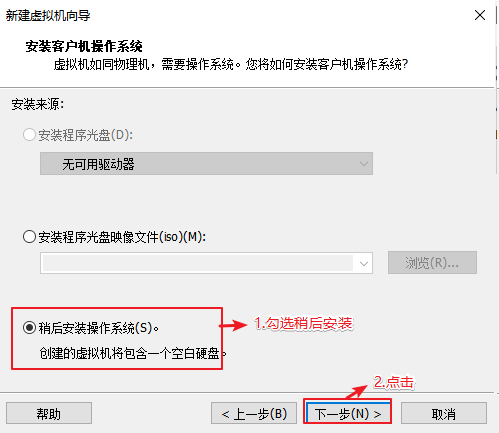 新建虚拟机向导
安装客户机操作系统
虚拟机如同物理机，需要操作系统。您将如何安装客户机操作系统?
安装来源:
安装程序光盘(D):
无可用驱动器
安装程序光盘映像文件(iso)(M):
浏览(R)...
稍后安装操作系统(S)。
1.勾选稍后安装
创建的虚拟机将包含一个空白硬盘。
2.点击
帮助
< 上一步(B)
下一步(N) >
取消